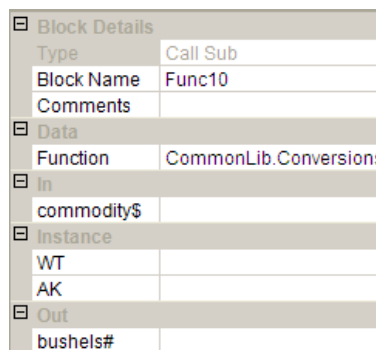 Block Details
Type Call Sub
Block Name Func10
Comments
Data
Function CommonLib.Conversions
In
commodity$
Instance
WT
AK
Out
bushels#